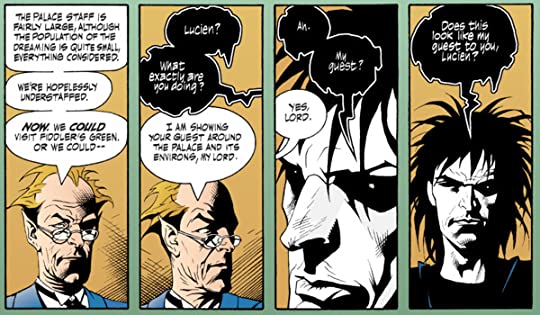 THE PALACE STAFF IS
FAIRLY LARGE, ALTHOUGH
THE POPULATION OF THE
DREAMING IS QUITE SMALL,
EVERYTHING CONSIDERED.
WE'RE HOPELESSLY
UNDERSTAFFED.
NOW. WE COULD
VISIT FIDDLER'S GREEN,
OR WE COULD--
Lucien?
What
exactly are
you doing?
I AM SHOWING
YOUR GUEST AROUND
THE PALACE AND ITS
ENVIRONS, MY LORD.
Ah.
My
guest?
YES,
LORD.
Does this
look like my
guest to you,
Lucien?